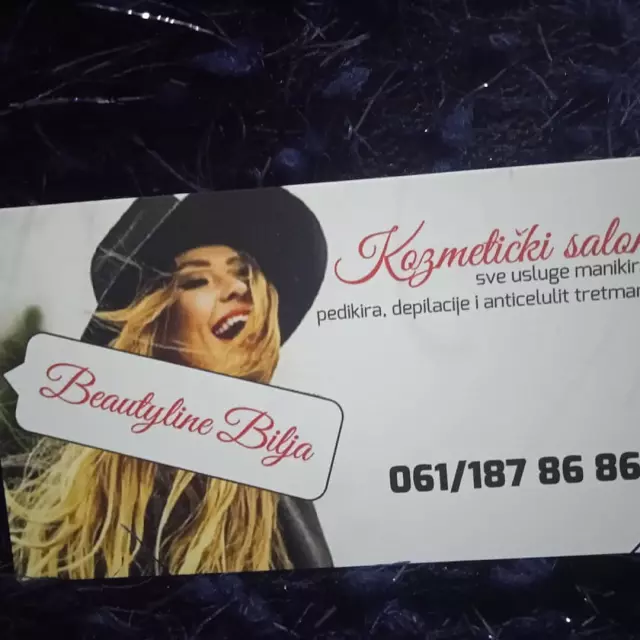 Kozmetički salon
sve usluge manikir
pedikira, depilacije i anticelulit tretman
Beautyline Bilja
061/187 86 86